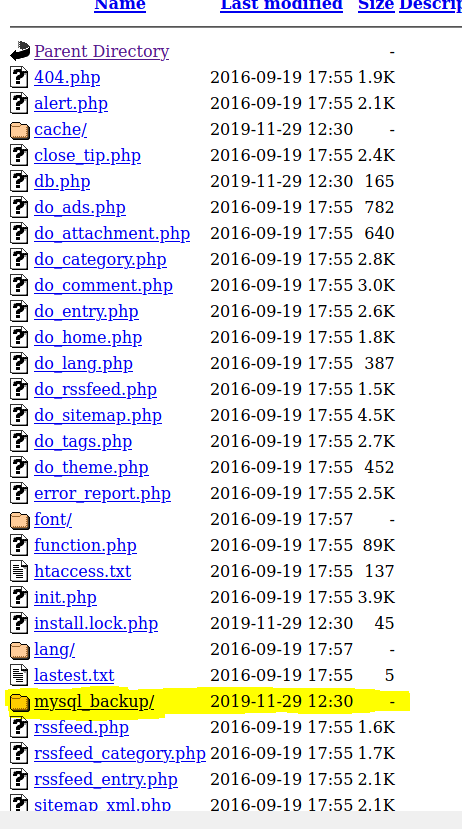 Name Last modified Size Descrip
Parent Directory -
404.php 2016-09-19 17:55 1.9K
alert.php 2016-09-19 17:55 2.1K
cache/ 2019-11-29 12:30 -
close_tip.php 2016-09-19 17:55 2.4K
db.php 2019-11-29 12:30 165
do_ads.php 2016-09-19 17:55 782
do_attachment.php 2016-09-19 17:55 640
do_category.php 2016-09-19 17:55 2.8K
do_comment.php 2016-09-19 17:55 3.0K
do_entry.php 2016-09-19 17:55 2.6K
do_home.php 2016-09-19 17:55 1.8K
do_lang.php 2016-09-19 17:55 387
do_rssfeed.php 2016-09-19 17:55 1.5K
do_sitemap.php 2016-09-19 17:55 4.5K
do_tags.php 2016-09-19 17:55 2.7K
do_theme.php 2016-09-19 17:55 452
error_report.php 2016-09-19 17:55 2.5K
font/ 2016-09-19 17:57 -
function.php 2016-09-19 17:55 89K
htaccess.txt 2016-09-19 17:55 137
init.php 2016-09-19 17:55 3.9K
install.lock.php 2019-11-29 12:30 45
lang/ 2016-09-19 17:57 -
lastest.txt 2016-09-19 17:55 5
mysql_backup/ 2019-11-29 12:30 -
rssfeed.php 2016-09-19 17:55 1.6K
rssfeed_category.php 2016-09-19 17:55 1.7K
rssfeed_entry.php 2016-09-19 17:55 2.1K
sitemap_xml.php 2016-09-19 17:55 2.1K